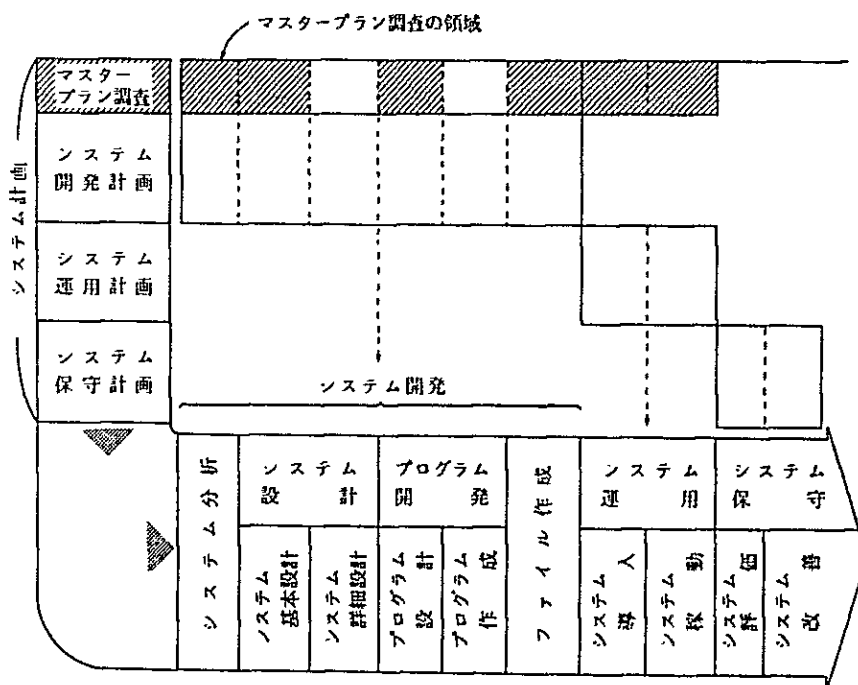 マスタープラン調査の領域
マスター
プラン調査
システム計画
システム
開発計画
システム
運用計画
システム
保守計画
システム開発
システム分析
システム
設計
プログラム
開発
ファイル作成
システム
運用
システム
保守
システム
基本設計
システム
詳細設計
プログラム
設計
プログラム
作成
システム
導入
システム
稼動
システム
評価
システム
改善